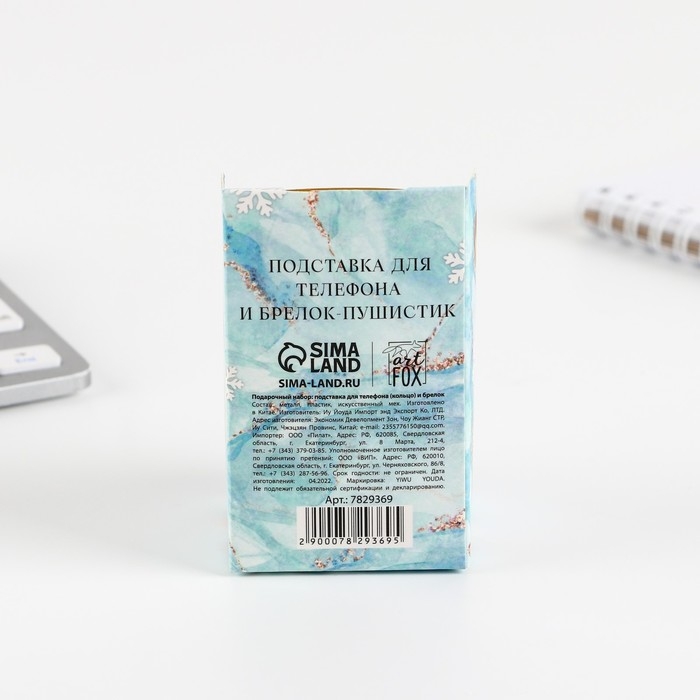 ПОДСТАВКА ДЛЯ
ТЕЛЕФОНА
И БРЕЛОК-ПУШИСТИК
SIMA
LAND
SIMA-LAND.RU
art
FOX
Подарочный набор: подставка для телефона (кольцо) и брелок
Состав: металл, пластик, искусственный мех. Изготовлено
в Китае. Изготовитель: Иу Йоуда Импорт энд Экспорт Ко, ЛТД.
Адрес изготовителя: Экономик Девелопмент Зон, Чоу Жианг СТР,
Иу Сити, Чжэцзян Провинс, Китай; e-mail: 2355776150@qq.com.
Импортер: ООО «Пилат». Адрес: РФ, 620085, Свердловская
область, г. Екатеринбург, ул. 8 Марта, 212-4,
тел.: +7 (343) 379-03-85. Уполномоченное изготовителем лицо
по принятию претензий: ООО «ВИП». Адрес: РФ, 620010,
Свердловская область, г. Екатеринбург, ул. Черняховского, 86/8,
тел.: +7 (343) 287-56-96. Срок годности: не ограничен. Дата
изготовления: 04.2022. Маркировка: YIWU YOUDA.
Не подлежит обязательной сертификации и декларированию.
Арт.: 7829369
2 900078 293695